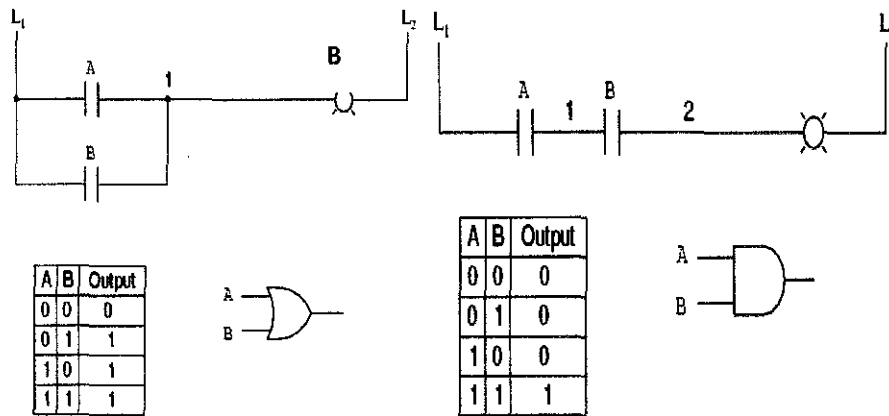 L1 L2
B
A 1
B
A B Output
0 0 0
0 1 1
1 0 1
1 1 1
A
B
L1 L
A 1 B 2
A B Output
0 0 0
0 1 0
1 0 0
1 1 1
A
B